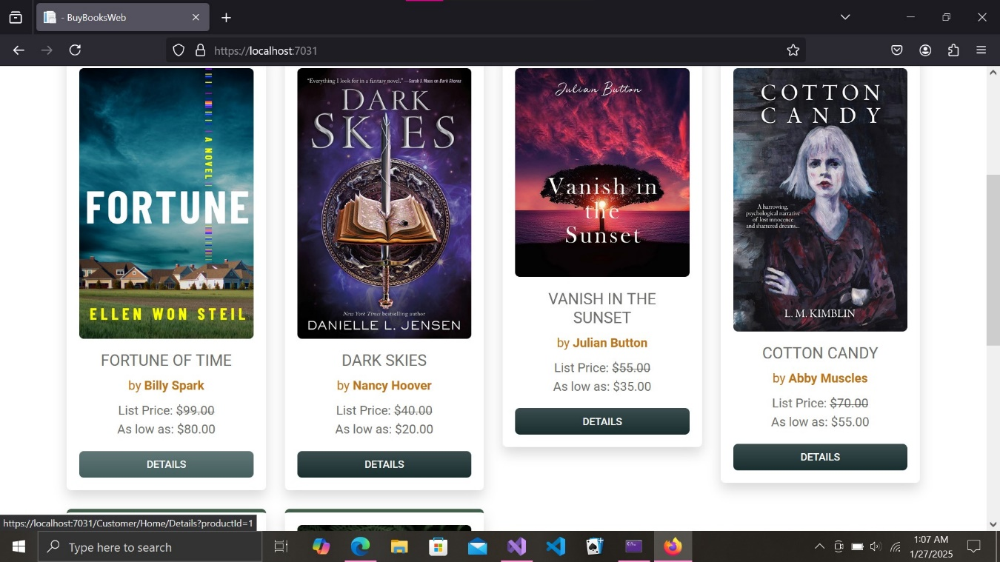 - BuyBooksWeb
https://localhost:7031
A NOVEL
FORTUNE
ELLEN WON STEIL
FORTUNE OF TIME
by Billy Spark
List Price: $99.00
As low as: $80.00
DETAILS
"Everything I look for in a fantasy novel." —Sarah J. Maas on Dark Shores
DARK
SKIES
New York Times bestselling author
DANIELLE L. JENSEN
DARK SKIES
by Nancy Hoover
List Price: $40.00
As low as: $20.00
DETAILS
Julian Button
Vanish in
the
Sunset
VANISH IN THE
SUNSET
by Julian Button
List Price: $55.00
As low as: $35.00
DETAILS
COTTON
CANDY
A harrowing,
psychological narrative
of lost innocence
and shattered dreams...
L. M. KIMBLIN
COTTON CANDY
by Abby Muscles
List Price: $70.00
As low as: $55.00
DETAILS
https://localhost:7031/Customer/Home/Details?productId=1
Type here to search
1:07 AM
1/27/2025